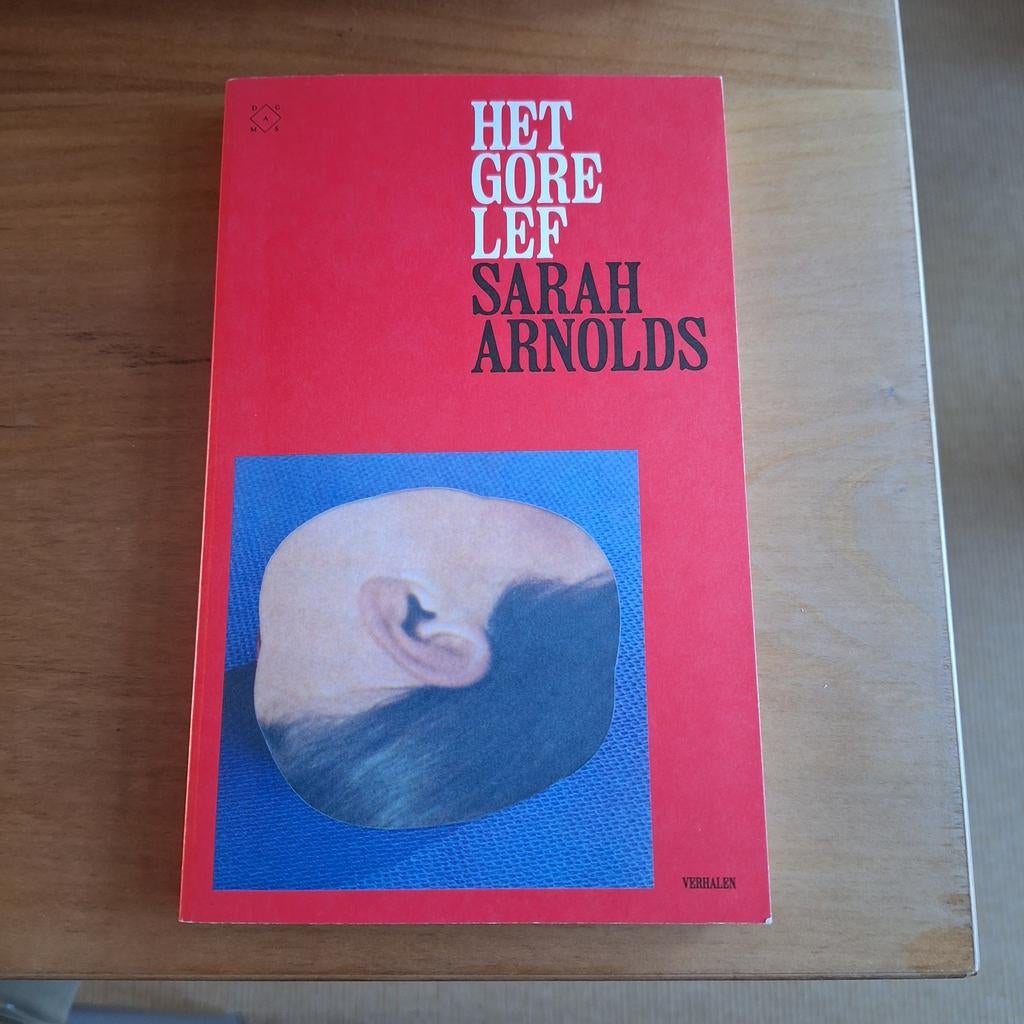 D G
A
M S
HET
GORE
LEF
SARAH
ARNOLDS
VERHALEN